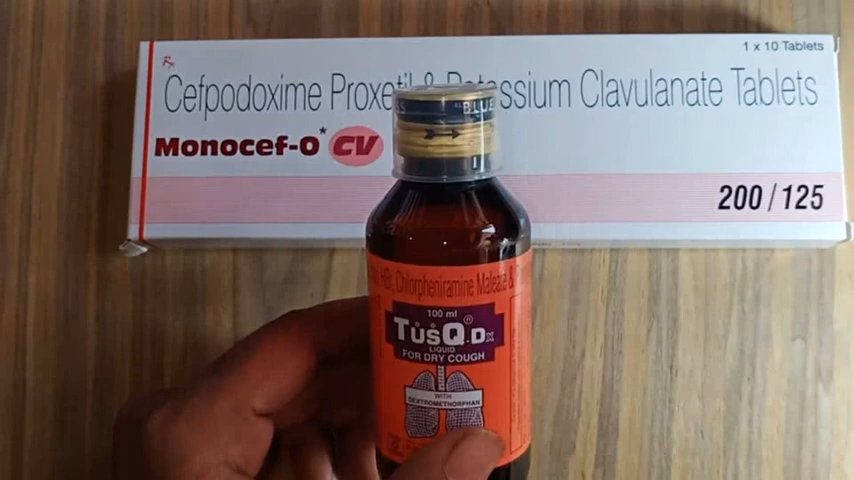 1 x 10 Tablets
Rx
Cefpodoxime Proxetil & Potassium Clavulanate Tablets
Monocef-O* CV
200/125
Chlorpheniramine Maleate &
100 ml
TusQ®-Dx
LIQUID
FOR DRY COUGH
WITH
DEXTROMETHORPHAN